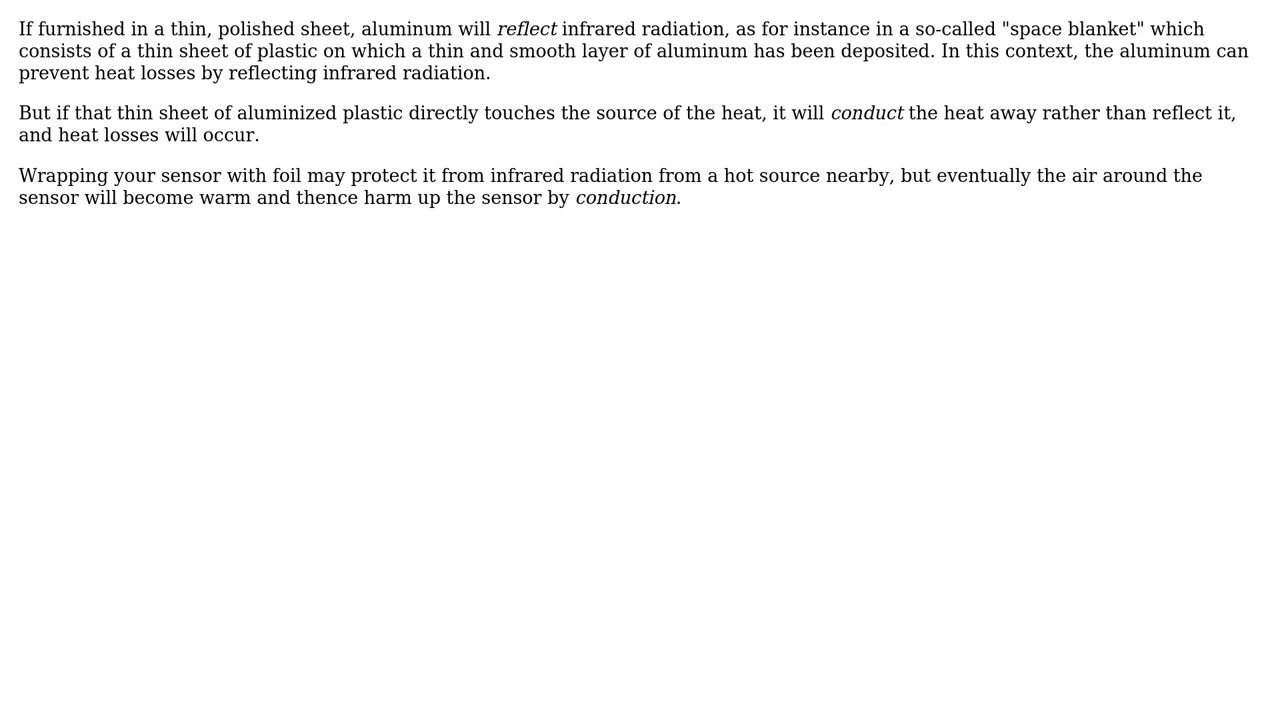 If furnished in a thin, polished sheet, aluminum will reflect infrared radiation, as for instance in a so-called "space blanket" which
consists of a thin sheet of plastic on which a thin and smooth layer of aluminum has been deposited. In this context, the aluminum can
prevent heat losses by reflecting infrared radiation.
But if that thin sheet of aluminized plastic directly touches the source of the heat, it will conduct the heat away rather than reflect it,
and heat losses will occur.
Wrapping your sensor with foil may protect it from infrared radiation from a hot source nearby, but eventually the air around the
sensor will become warm and thence harm up the sensor by conduction.